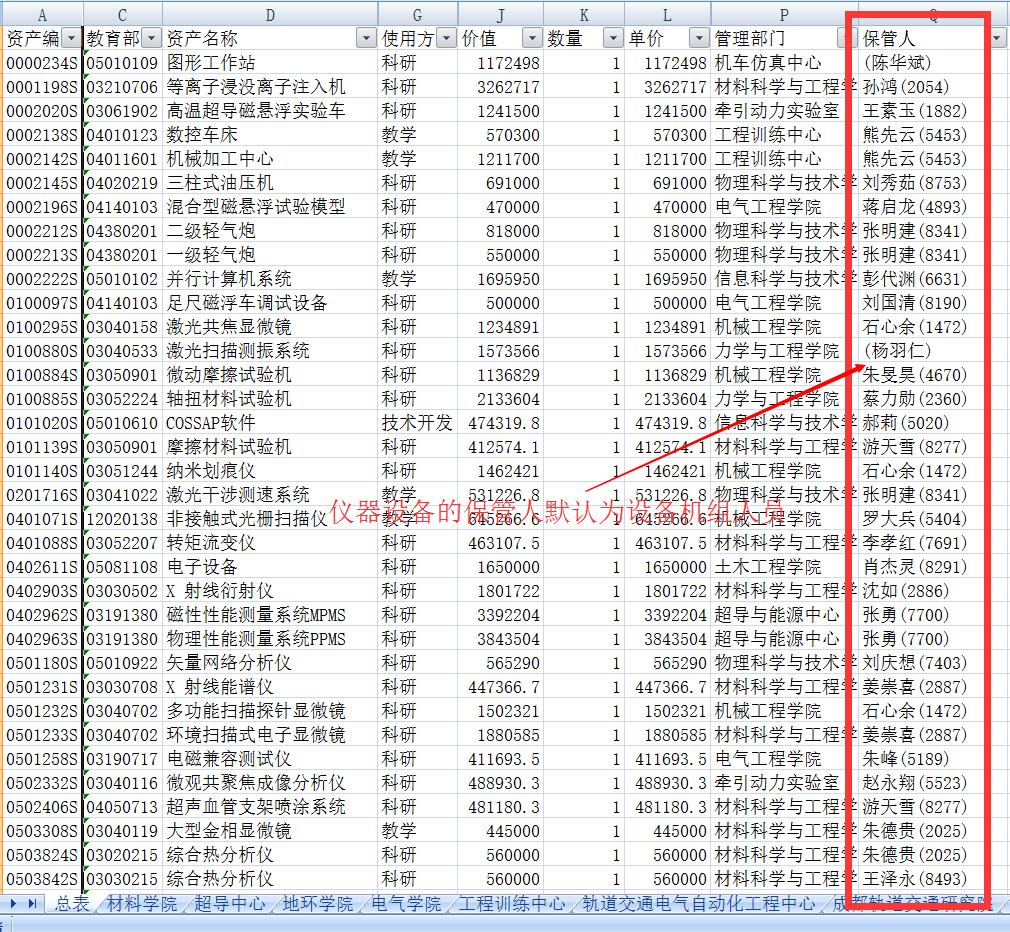 A C D G J K L P Q
资产编 教育部 资产名称 使用方 价值 数量 单价 管理部门 保管人
0000234S 05010109 图形工作站 科研 1172498 1 1172498 机车仿真中心 (陈华斌)
0001198S 03210706 等离子浸没离子注入机 科研 3262717 1 3262717 材料科学与工程学 孙鸿(2054)
0002020S 03061902 高温超导磁悬浮实验车 科研 1241500 1 1241500 牵引动力实验室 王素玉(1882)
0002138S 04010123 数控车床 教学 570300 1 570300 工程训练中心 熊先云(5453)
0002142S 04011601 机械加工中心 教学 1211700 1 1211700 工程训练中心 熊先云(5453)
0002145S 04020219 三柱式油压机 科研 691000 1 691000 物理科学与技术学 刘秀茹(8753)
0002196S 04140103 混合型磁悬浮试验模型 科研 470000 1 470000 电气工程学院 蒋启龙(4893)
0002212S 04380201 二级轻气炮 科研 818000 1 818000 物理科学与技术学 张明建(8341)
0002213S 04380201 一级轻气炮 科研 550000 1 550000 物理科学与技术学 张明建(8341)
0002222S 05010102 并行计算机系统 教学 1695950 1 1695950 信息科学与技术学 彭代渊(6631)
0100097S 04140103 足尺磁浮车调试设备 科研 500000 1 500000 电气工程学院 刘国清(8190)
0100295S 03040158 激光共焦显微镜 科研 1234891 1 1234891 机械工程学院 石心余(1472)
0100880S 03040533 激光扫描测振系统 科研 1573566 1 1573566 力学与工程学院 (杨羽仁)
0100884S 03050901 微动摩擦试验机 科研 1136829 1 1136829 机械工程学院 朱旻昊(4670)
0100885S 03052224 轴扭材料试验机 科研 2133604 1 2133604 力学与工程学院 蔡力勋(2360)
0101020S 05010610 COSSAP软件 技术开发 474319.8 1 474319.8 信息科学与技术学 郝莉(5020)
0101139S 03050901 摩擦材料试验机 科研 412574.1 1 412574.1 材料科学与工程学 游天雪(8277)
0101140S 03051244 纳米划痕仪 科研 1462421 1 1462421 机械工程学院 石心余(1472)
0201716S 03041022 激光干涉测速系统 教学 531226.8 1 531226.8 物理科学与技术学 张明建(8341)
仪器设备的保管人默认为设备机组人员
0401071S 12020138 非接触式光栅扫描仪 教学 645266.6 1 645266.6 机械工程学院 罗大兵(5404)
0401088S 03052207 转矩流变仪 科研 463107.5 1 463107.5 材料科学与工程学 李孝红(7691)
0402611S 05081108 电子设备 科研 1650000 1 1650000 土木工程学院 肖杰灵(8291)
0402903S 03030502 X 射线衍射仪 科研 1801722 1 1801722 材料科学与工程学 沈如(2886)
0402962S 03191380 磁性性能测量系统MPMS 科研 3392204 1 3392204 超导与能源中心 张勇(7700)
0402963S 03191380 物理性能测量系统PPMS 科研 3843504 1 3843504 超导与能源中心 张勇(7700)
0501180S 05010922 矢量网络分析仪 科研 565290 1 565290 物理科学与技术学 刘庆想(7403)
0501231S 03030708 X 射线能谱仪 科研 447366.7 1 447366.7 材料科学与工程学 姜崇喜(2887)
0501232S 03040702 多功能扫描探针显微镜 科研 1502321 1 1502321 机械工程学院 石心余(1472)
0501233S 03040702 环境扫描式电子显微镜 科研 1880585 1 1880585 材料科学与工程学 姜崇喜(2887)
0501258S 03190717 电磁兼容测试仪 科研 411693.5 1 411693.5 电气工程学院 朱峰(5189)
0502332S 03040116 微观共聚焦成像分析仪 科研 488930.3 1 488930.3 牵引动力实验室 赵永翔(5523)
0502406S 04050713 超声血管支架喷涂系统 科研 481180.3 1 481180.3 材料科学与工程学 游天雪(8277)
0503308S 03040119 大型金相显微镜 教学 445000 1 445000 材料科学与工程学 朱德贵(2025)
0503824S 03020215 综合热分析仪 科研 560000 1 560000 材料科学与工程学 朱德贵(2025)
0503842S 03030215 综合热分析仪 科研 560000 1 560000 材料科学与工程学 王泽永(8493)
总表 材料学院 超导中心 地环学院 电气学院 工程训练中心 轨道交通电气自动化工程中心 成都轨道交通研究院